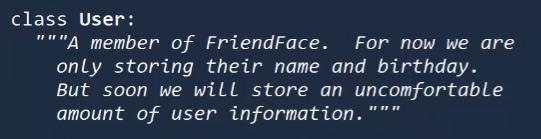 class User:
"""A member of FriendFace.  For now we are
only storing their name and birthday.
But soon we will store an uncomfortable
amount of user information."""